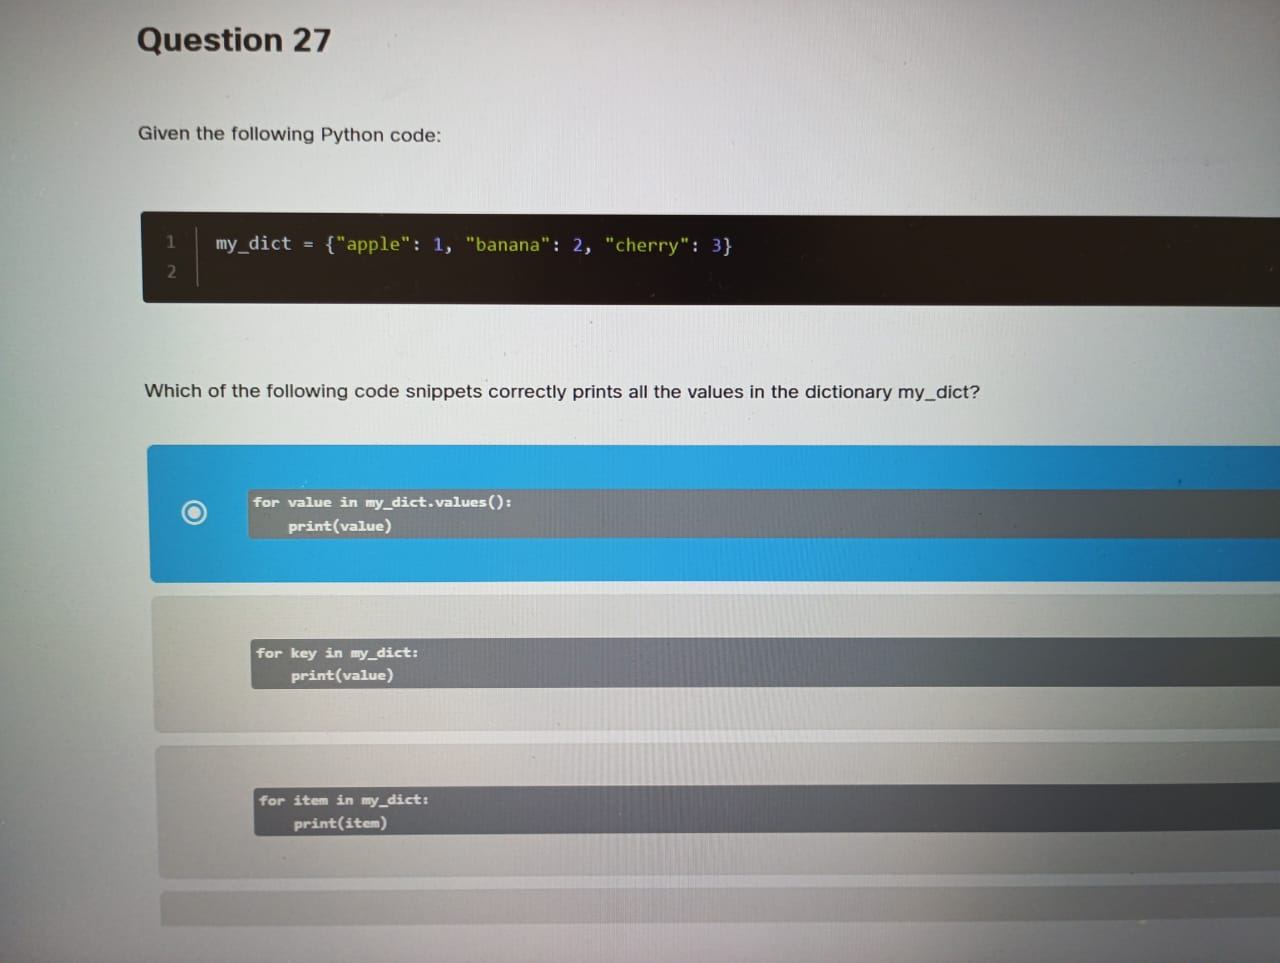 Question 27
Given the following Python code:
1 my_dict = {"apple": 1, "banana": 2, "cherry": 3}
2
Which of the following code snippets correctly prints all the values in the dictionary my_dict?
for value in my_dict.values():
    print(value)
for key in my_dict:
    print(value)
for item in my_dict:
    print(item)